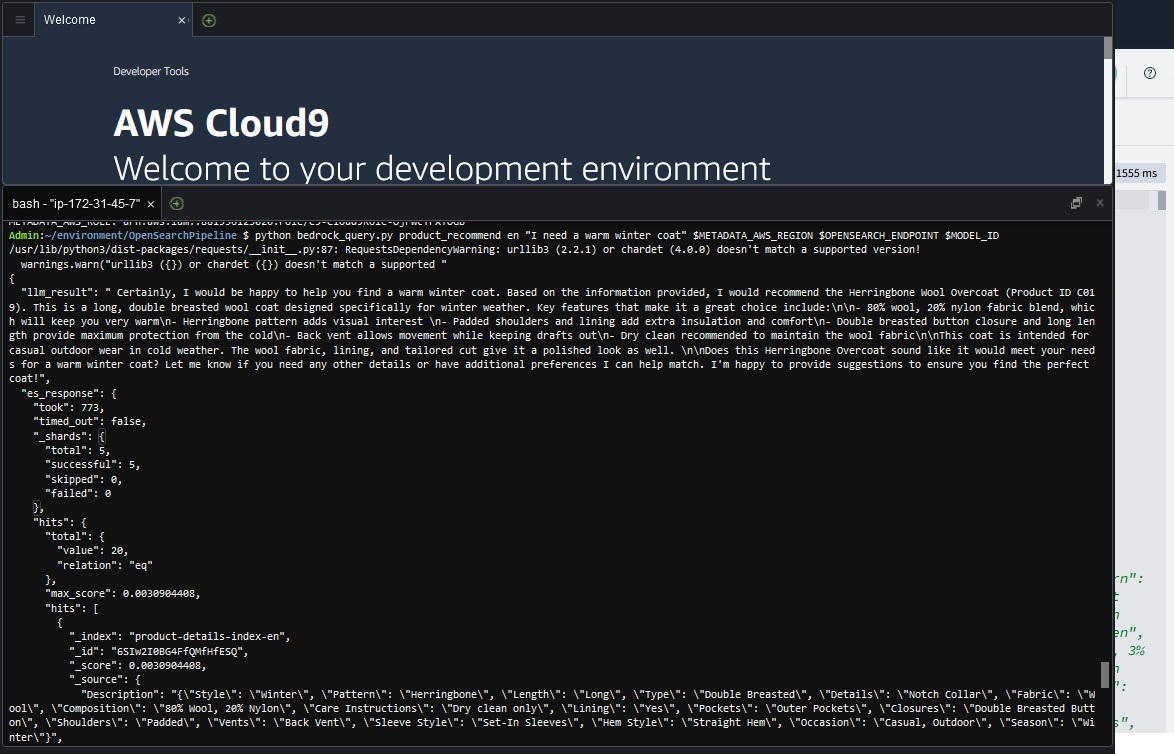 Welcome
1555 ms
Developer Tools
AWS Cloud9
Welcome to your development environment
bash - "ip-172-31-45-7"
Admin:~/environment/OpenSearchPipeline $ python bedrock_query.py product_recommend en "I need a warm winter coat" $METADATA_AWS_REGION $OPENSEARCH_ENDPOINT $MODEL_ID
/usr/lib/python3/dist-packages/requests/__init__.py:87: RequestsDependencyWarning: urllib3 (2.2.1) or chardet (4.0.0) doesn't match a supported version!
  warnings.warn("urllib3 ({}) or chardet ({}) doesn't match a supported "
{
  "llm_result": " Certainly, I would be happy to help you find a warm winter coat. Based on the information provided, I would recommend the Herringbone Wool Overcoat (Product ID C01
9). This is a long, double breasted wool coat designed specifically for winter weather. Key features that make it a great choice include:\n\n- 80% wool, 20% nylon fabric blend, whic
h will keep you very warm\n- Herringbone pattern adds visual interest \n- Padded shoulders and lining add extra insulation and comfort\n- Double breasted button closure and long len
gth provide maximum protection from the cold\n- Back vent allows movement while keeping drafts out\n- Dry clean recommended to maintain the wool fabric\n\nThis coat is intended for
casual outdoor wear in cold weather. The wool fabric, lining, and tailored cut give it a polished look as well. \n\nDoes this Herringbone Overcoat sound like it would meet your need
s for a warm winter coat? Let me know if you need any other details or have additional preferences I can help match. I'm happy to provide suggestions to ensure you find the perfect
coat!",
  "es_response": {
    "took": 773,
    "timed_out": false,
    "_shards": {
      "total": 5,
      "successful": 5,
      "skipped": 0,
      "failed": 0
    },
    "hits": {
      "total": {
        "value": 20,
        "relation": "eq"
      },
      "max_score": 0.0030904408,
      "hits": [
        {
          "_index": "product-details-index-en",
          "_id": "6SIw2I0BG4FfQMfHfESQ",
          "_score": 0.0030904408,
          "_source": {
            "Description": "{\"Style\": \"Winter\", \"Pattern\": \"Herringbone\", \"Length\": \"Long\", \"Type\": \"Double Breasted\", \"Details\": \"Notch Collar\", \"Fabric\": \"W
ool\", \"Composition\": \"80% Wool, 20% Nylon\", \"Care Instructions\": \"Dry clean only\", \"Lining\": \"Yes\", \"Pockets\": \"Outer Pockets\", \"Closures\": \"Double Breasted Butt
on\", \"Shoulders\": \"Padded\", \"Vents\": \"Back Vent\", \"Sleeve Style\": \"Set-In Sleeves\", \"Hem Style\": \"Straight Hem\", \"Occasion\": \"Casual, Outdoor\", \"Season\": \"Wi
nter\"}",
rn":
en",
, 3%
":
s",